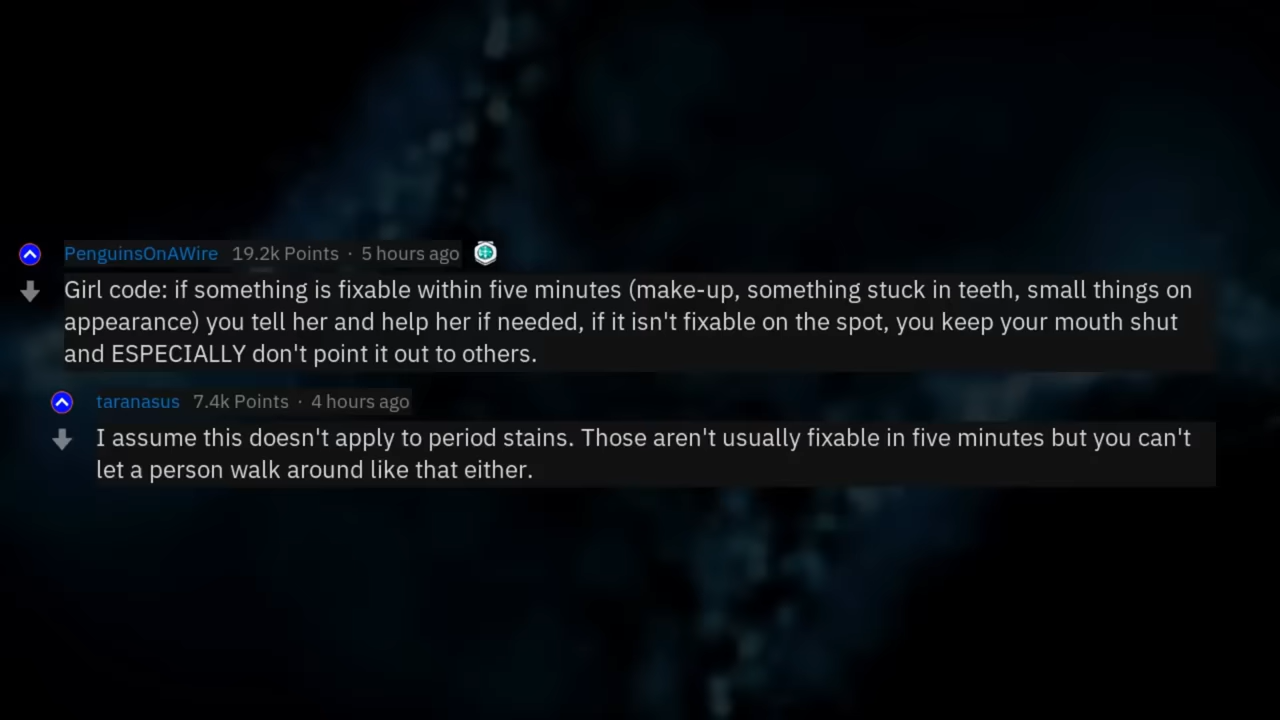 PenguinsOnAWire 19.2k Points · 5 hours ago
Girl code: if something is fixable within five minutes (make-up, something stuck in teeth, small things on
appearance) you tell her and help her if needed, if it isn't fixable on the spot, you keep your mouth shut
and ESPECIALLY don't point it out to others.
taranasus 7.4k Points · 4 hours ago
I assume this doesn't apply to period stains. Those aren't usually fixable in five minutes but you can't
let a person walk around like that either.